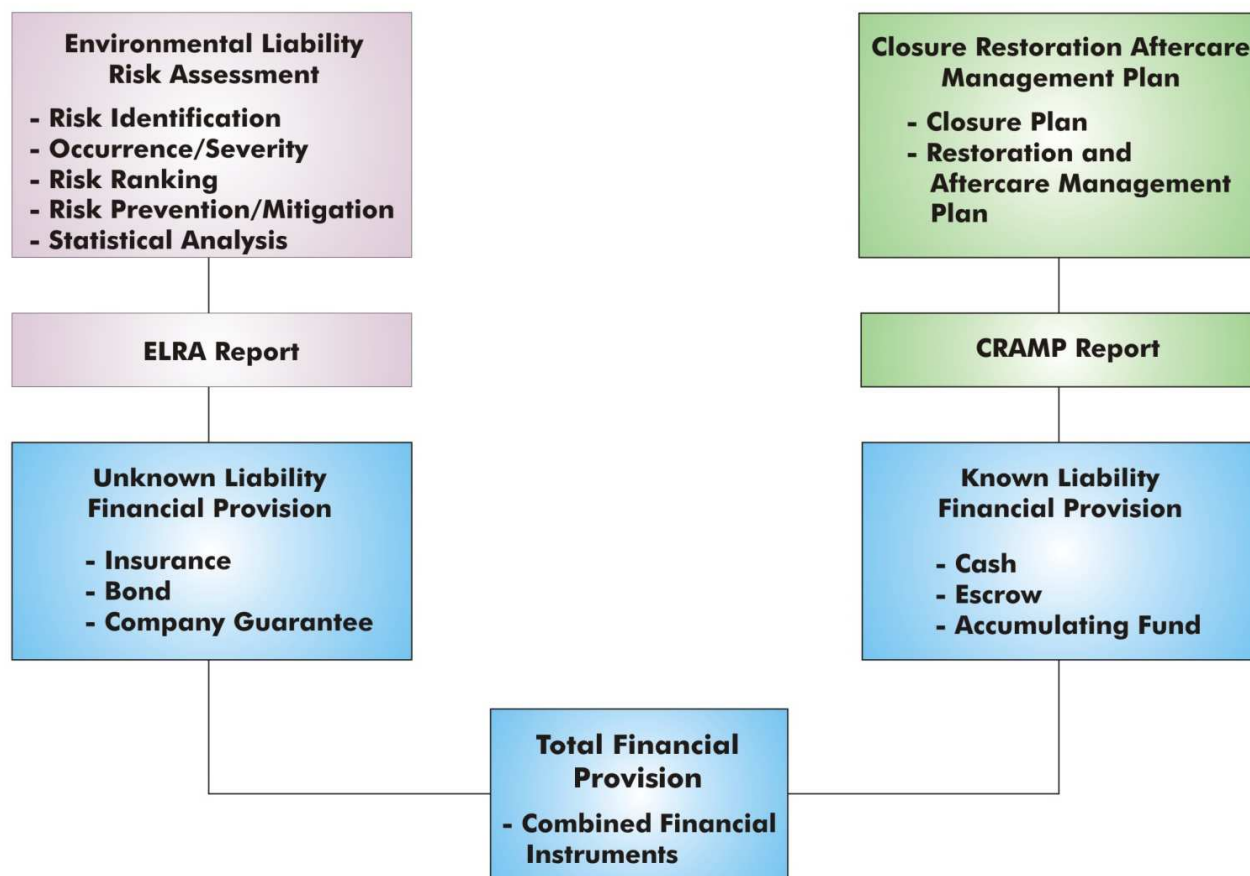 Environmental Liability
Risk Assessment
- Risk Identification
- Occurrence/Severity
- Risk Ranking
- Risk Prevention/Mitigation
- Statistical Analysis
ELRA Report
Unknown Liability
Financial Provision
- Insurance
- Bond
- Company Guarantee
Closure Restoration Aftercare
Management Plan
- Closure Plan
- Restoration and
Aftercare Management
Plan
CRAMP Report
Known Liability
Financial Provision
- Cash
- Escrow
- Accumulating Fund
Total Financial
Provision
- Combined Financial
Instruments